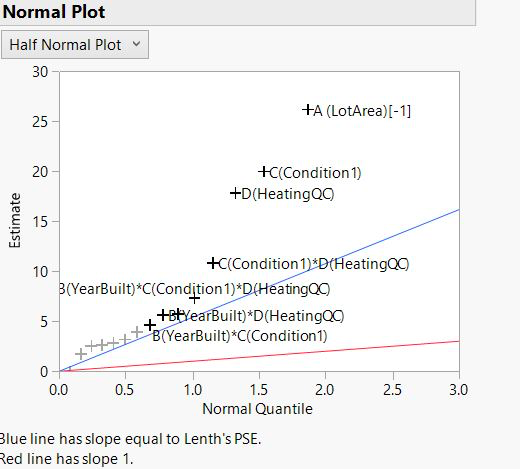 Normal Plot
Half Normal Plot
30
A (LotArea)[-1]
25
20
C(Condition1)
D(HeatingQC)
Estimate
15
C(Condition1)*D(HeatingQC)
10
B(YearBuilt)*C(Condition1)*D(HeatingQC)
B(YearBuilt)*D(HeatingQC)
5
B(YearBuilt)*C(Condition1)
0
0.0 0.5 1.0 1.5 2.0 2.5 3.0
Normal Quantile
Blue line has slope equal to Lenth's PSE.
Red line has slope 1.